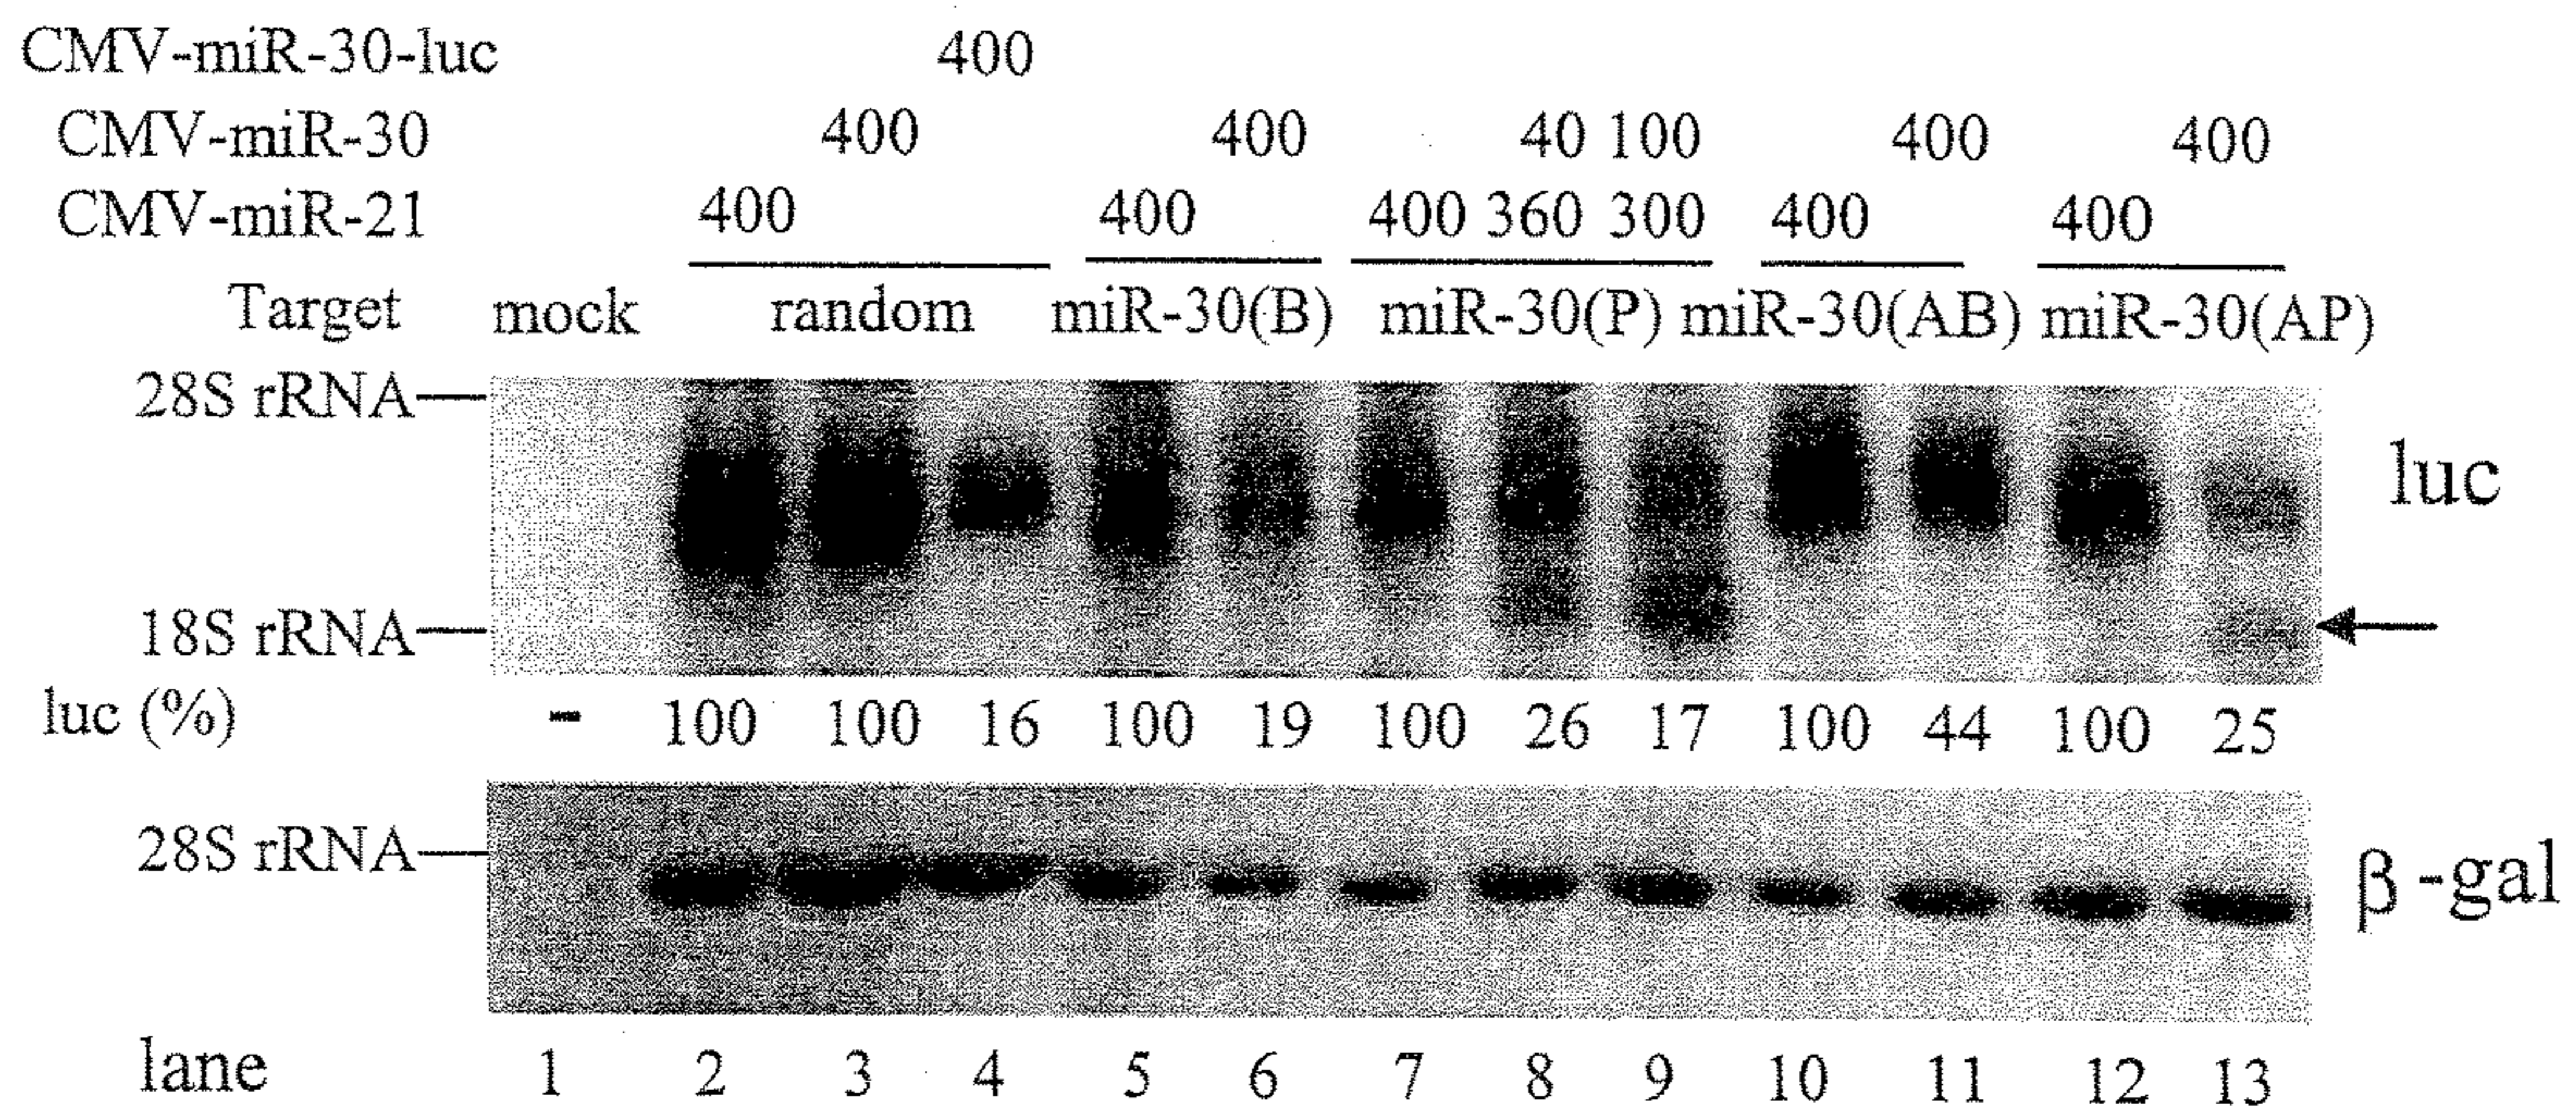 CMV-miR-30-luc 400
CMV-miR-30 400 400 40 100 400 400
CMV-miR-21 400 400 400 360 300 400 400
Target mock random miR-30(B) miR-30(P) miR-30(AB) miR-30(AP)
28S rRNA
luc
18S rRNA
luc (%) - 100 100 16 100 19 100 26 17 100 44 100 25
28S rRNA
β-gal
lane 1 2 3 4 5 6 7 8 9 10 11 12 13